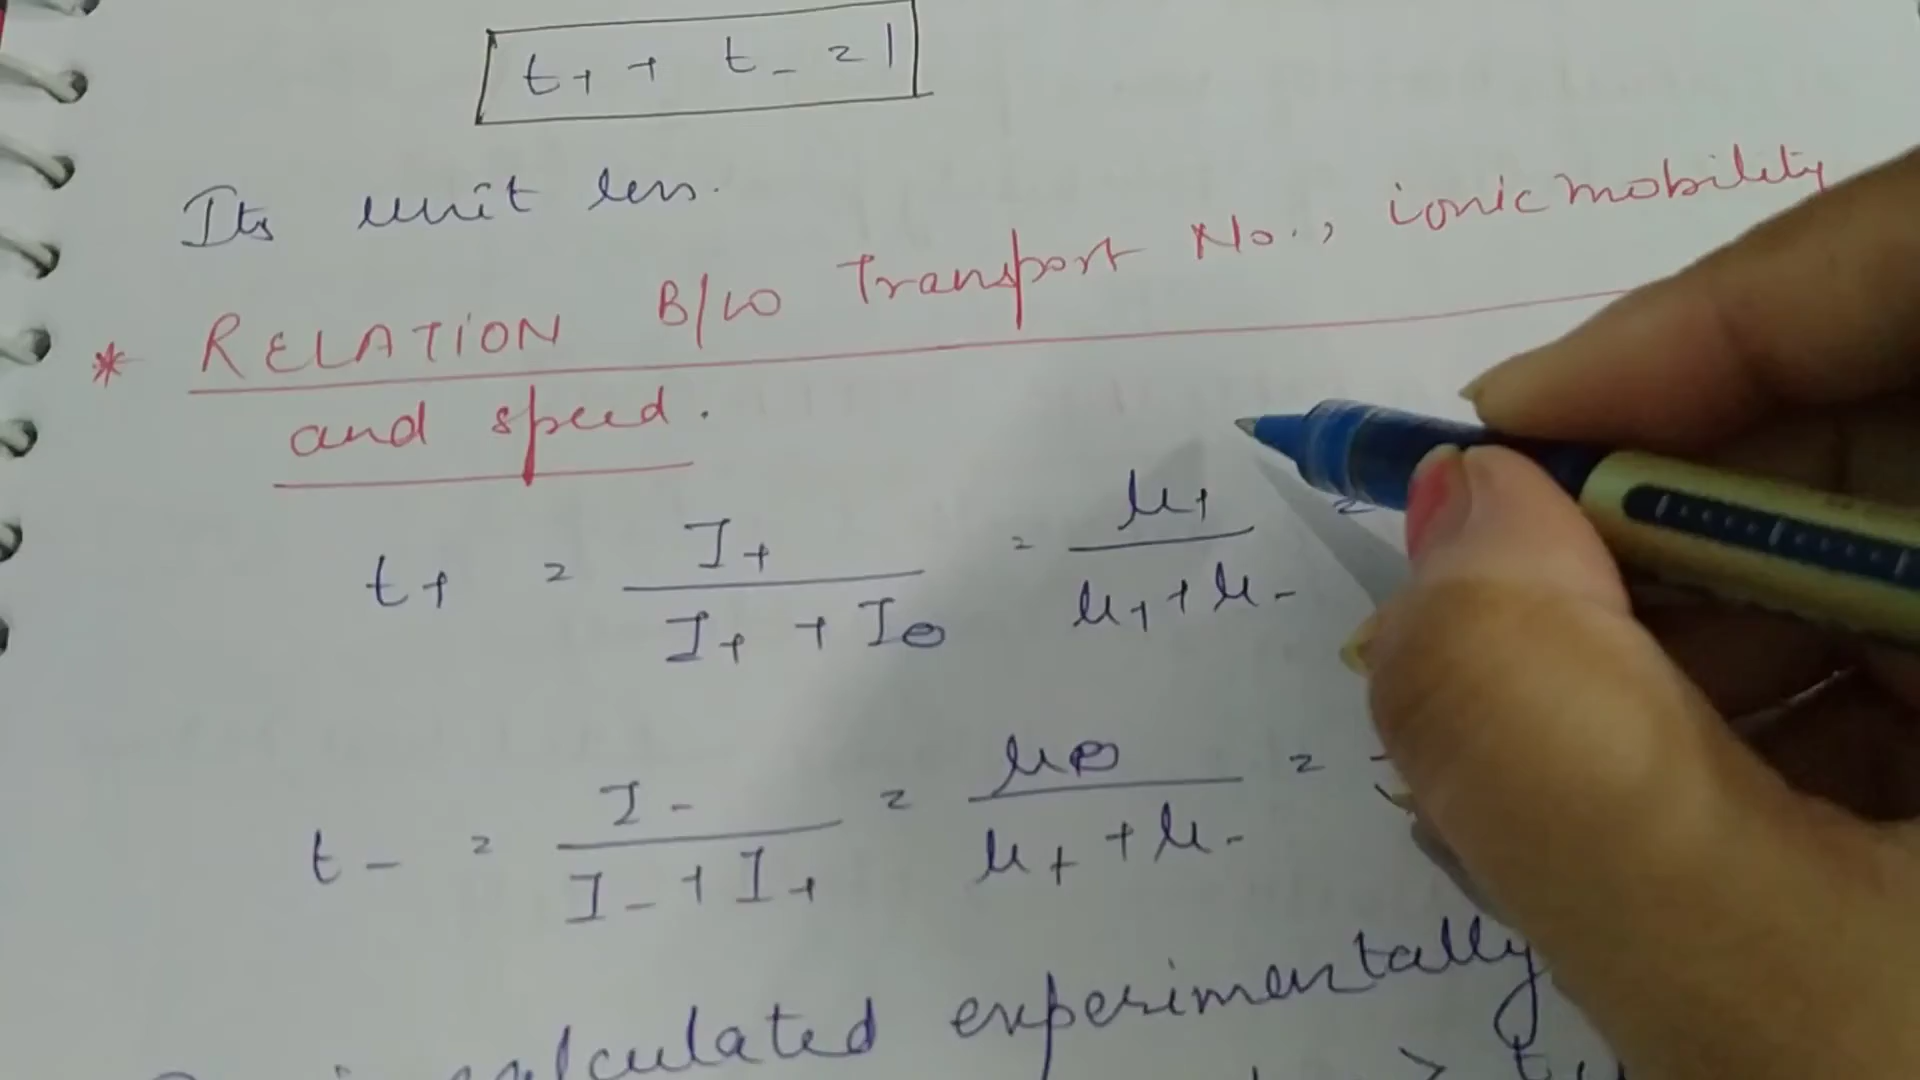 t+ + t- = 1
Its unit less.
* RELATION B/W Transport No., ionic mobility
and speed.
t+ = I+ / (I+ + I-) = μ+ / (μ+ + μ-) =
t- = I- / (I- + I+) = μ- / (μ+ + μ-) =
calculated experimentally
>